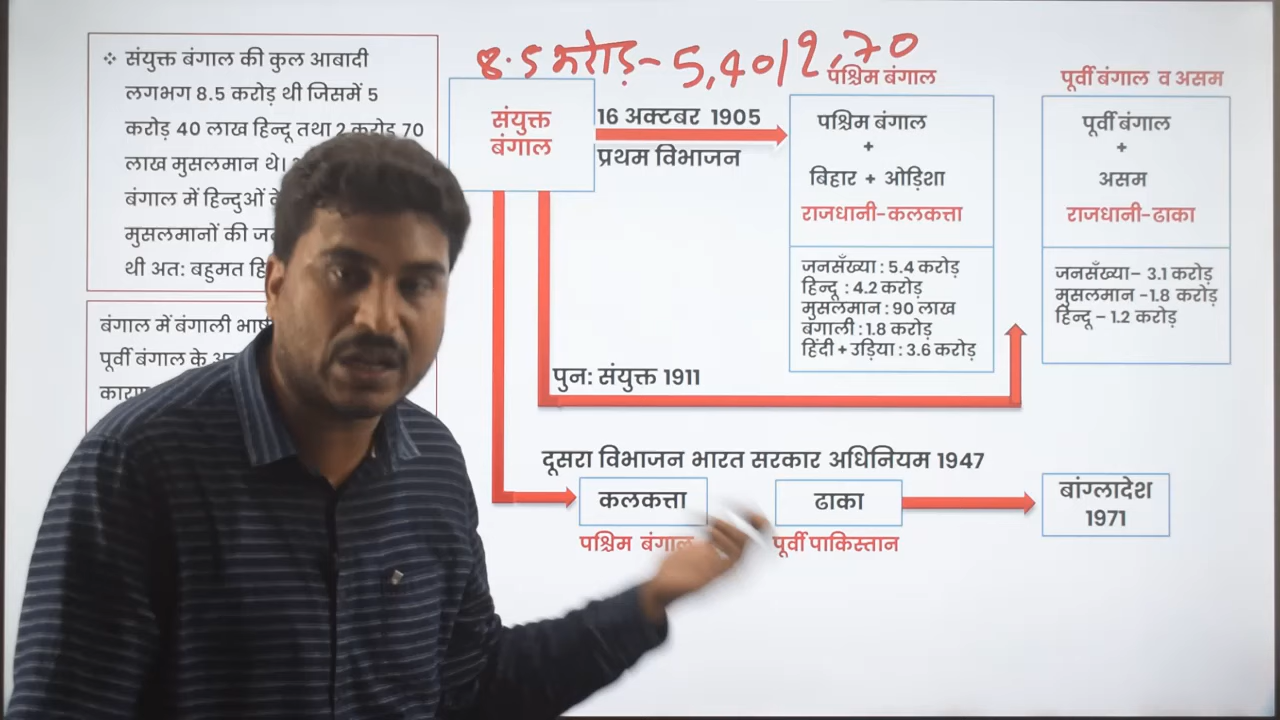 8.5 करोड़ - 5,40/2,70
❖ संयुक्त बंगाल की कुल आबादी
लगभग 8.5 करोड़ थी जिसमें 5
करोड़ 40 लाख हिन्दू तथा 2 करोड़ 70
लाख मुसलमान थे।
बंगाल में हिन्दुओं
मुसलमानों की
थी अत: बहुमत
बंगाल में बंगाली
पूर्वी बंगाल के
संयुक्त
बंगाल
16 अक्टबर 1905
प्रथम विभाजन
पश्चिम बंगाल
पश्चिम बंगाल
+
बिहार + ओड़िशा
राजधानी-कलकत्ता
जनसँख्या : 5.4 करोड़
हिन्दू : 4.2 करोड़
मुसलमान : 90 लाख
बंगाली : 1.8 करोड़
हिंदी + उड़िया : 3.6 करोड़
पूर्वी बंगाल व असम
पूर्वी बंगाल
+
असम
राजधानी-ढाका
जनसँख्या- 3.1 करोड़
मुसलमान -1.8 करोड़
हिन्दू - 1.2 करोड़
पुन: संयुक्त 1911
दूसरा विभाजन भारत सरकार अधिनियम 1947
कलकत्ता
पश्चिम बंगाल
ढाका
पूर्वी पाकिस्तान
बांग्लादेश
1971